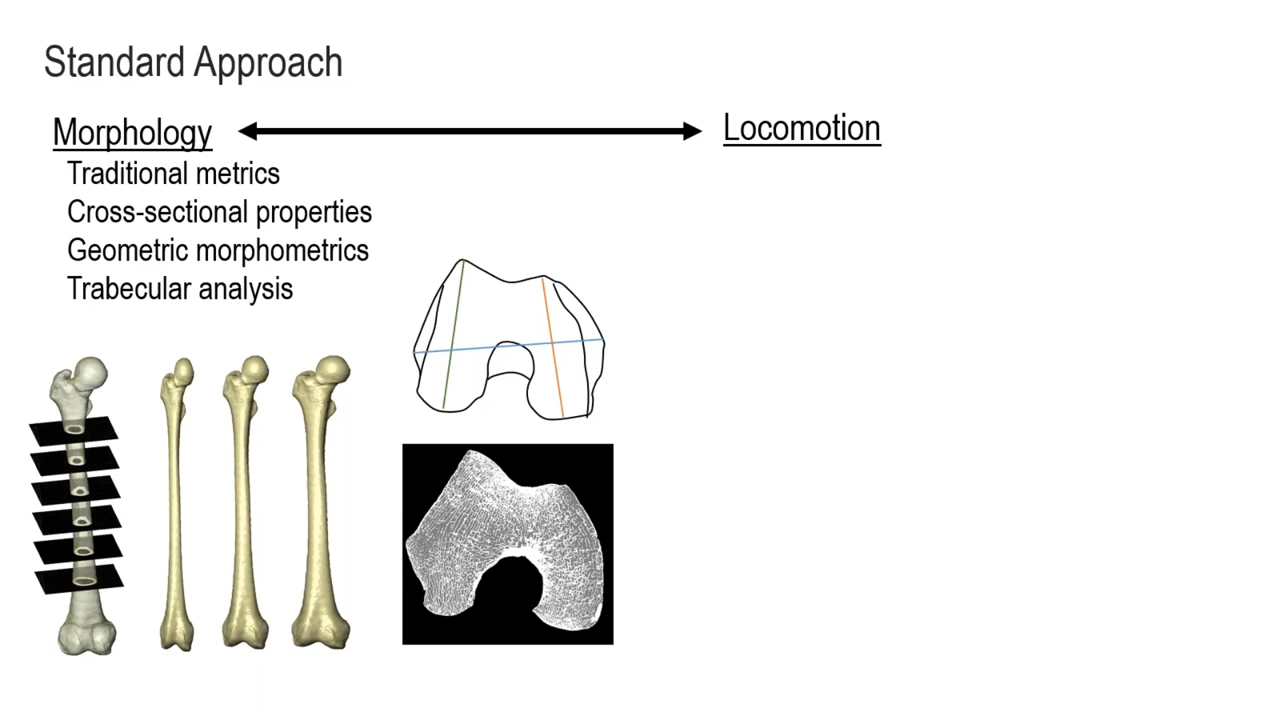 Standard Approach
Morphology
Locomotion
Traditional metrics
Cross-sectional properties
Geometric morphometrics
Trabecular analysis